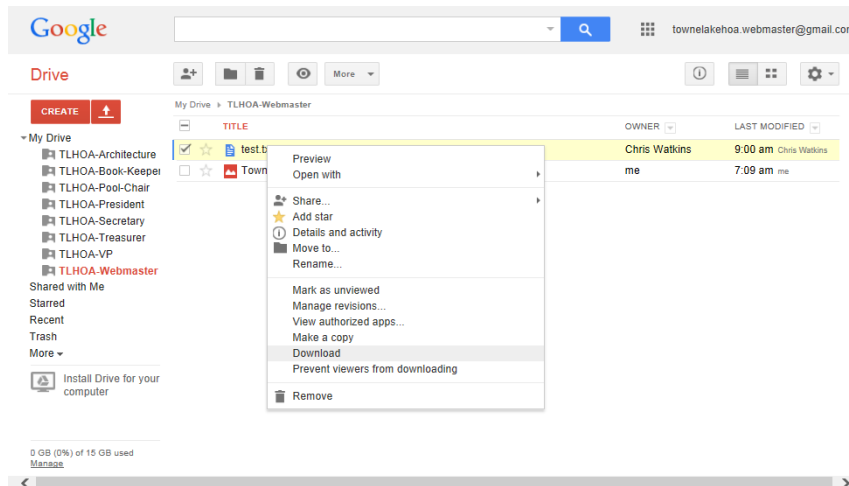 Google
townelakehoa.webmaster@gmail.cor
Drive
More
CREATE
My Drive
TLHOA-Architecture
TLHOA-Book-Keeper
TLHOA-Pool-Chair
TLHOA-President
TLHOA-Secretary
TLHOA-Treasurer
TLHOA-VP
TLHOA-Webmaster
Shared with Me
Starred
Recent
Trash
More
Install Drive for your
computer
0 GB (0%) of 15 GB used
Manage
My Drive TLHOA-Webmaster
TITLE OWNER LAST MODIFIED
test.t Chris Watkins 9:00 am Chris Watkins
Town me 7:09 am me
Preview
Open with
Share...
Add star
Details and activity
Move to...
Rename...
Mark as unviewed
Manage revisions...
View authorized apps...
Make a copy
Download
Prevent viewers from downloading
Remove